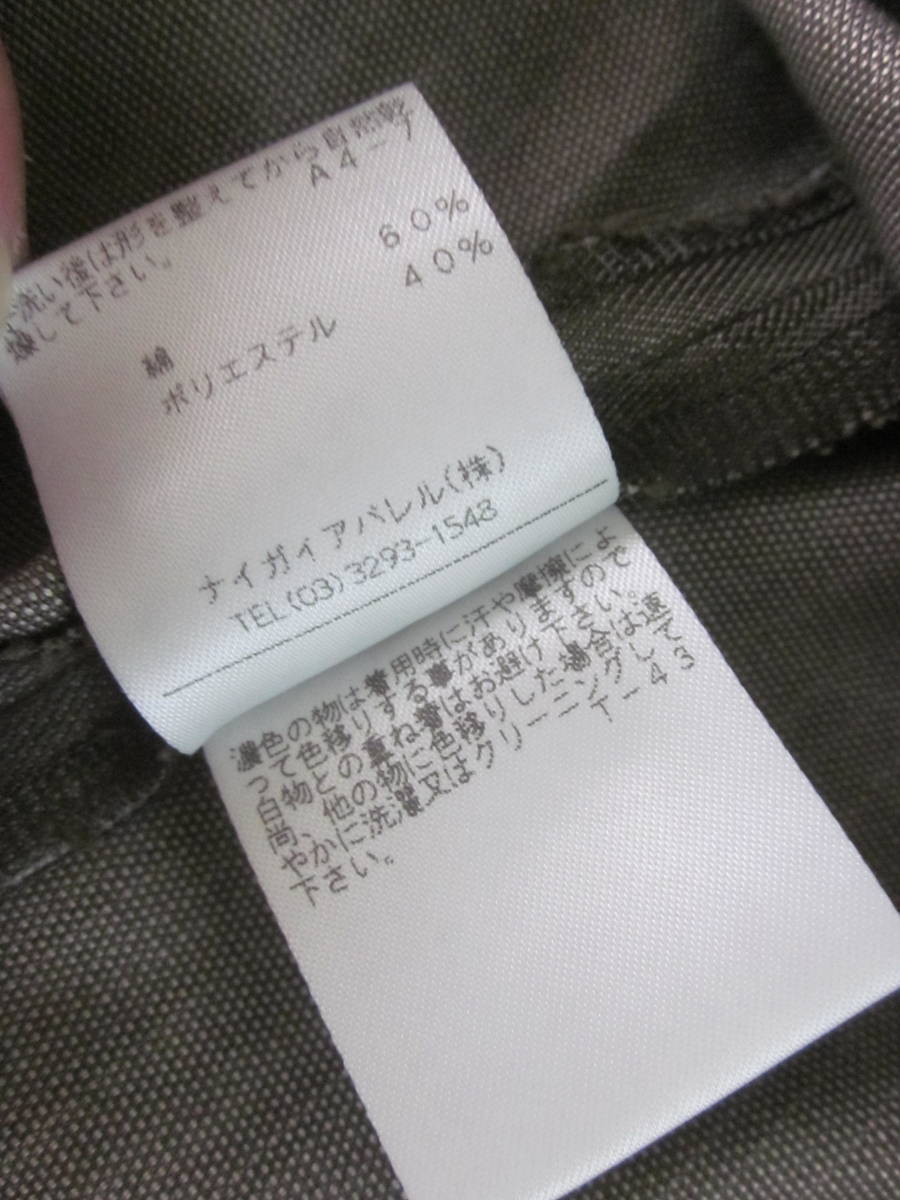 洗い後は形を整えてから自然乾
燥して下さい。 A4-7
綿 60%
ポリエステル 40%
ナイガイアパレル(株)
TEL(03)3293-1548
濃色の物は着用時に汗や摩擦によ
って色移りする事がありますので
白物との重ね着はお避け下さい。
尚、他の物に色移りした場合は速
やかに洗濯又はクリーニングして
下さい。 T-43